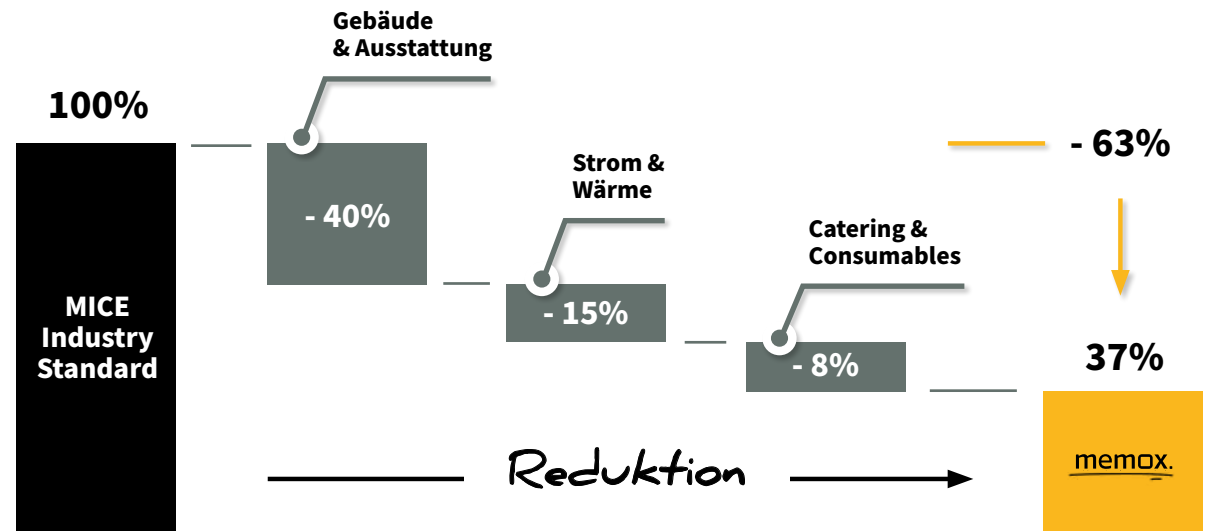 100%
MICE
Industry
Standard
Gebäude
& Ausstattung
- 40%
Strom &
Wärme
- 15%
Catering &
Consumables
- 8%
- 63%
37%
memox.
Reduktion